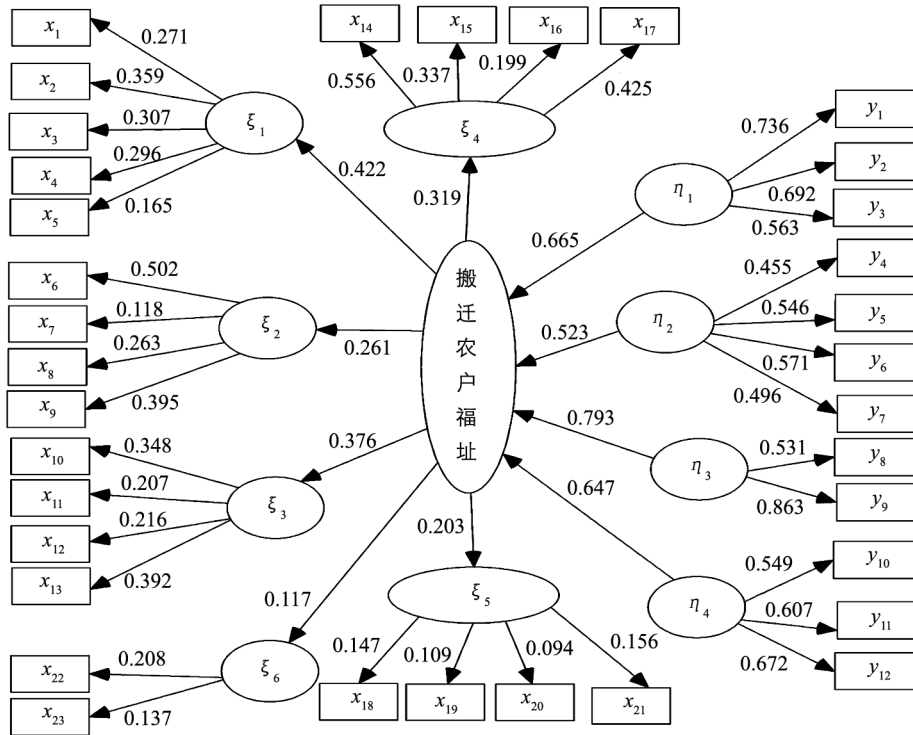 x₁
0.271
x₂
0.359
x₃
0.307
x₄
0.296
x₅
0.165
ξ₁
0.422
x₁₄
x₁₅
x₁₆
x₁₇
0.556
0.337
0.199
0.425
ξ₄
0.319
x₆
0.502
x₇
0.118
x₈
0.263
x₉
0.395
ξ₂
0.261
搬
迁
农
户
福
址
x₁₀
0.348
x₁₁
0.207
x₁₂
0.216
x₁₃
0.392
ξ₃
0.376
x₂₂
0.208
x₂₃
0.137
ξ₆
0.117
0.203
ξ₅
0.147
0.109
0.094
0.156
x₁₈
x₁₉
x₂₀
x₂₁
0.665
η₁
0.736
y₁
0.692
y₂
0.563
y₃
0.523
η₂
0.455
y₄
0.546
y₅
0.571
y₆
0.496
y₇
0.793
η₃
0.531
y₈
0.863
y₉
0.647
η₄
0.549
y₁₀
0.607
y₁₁
0.672
y₁₂